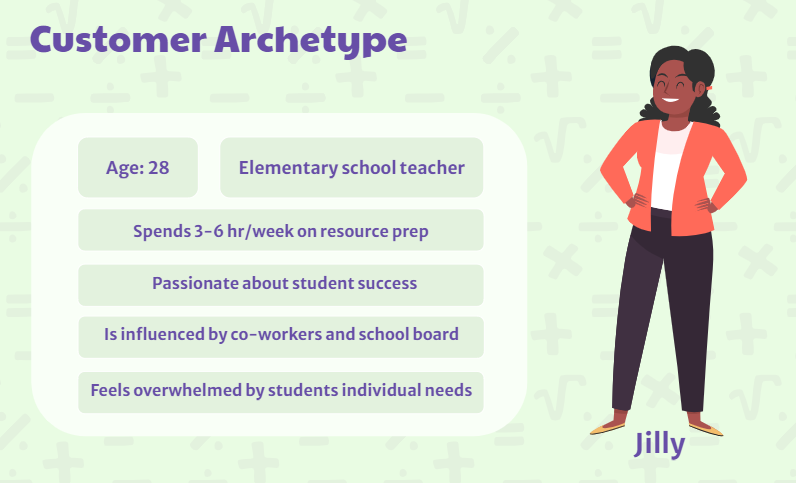 Customer Archetype
Age: 28
Elementary school teacher
Spends 3-6 hr/week on resource prep
Passionate about student success
Is influenced by co-workers and school board
Feels overwhelmed by students individual needs
Jilly